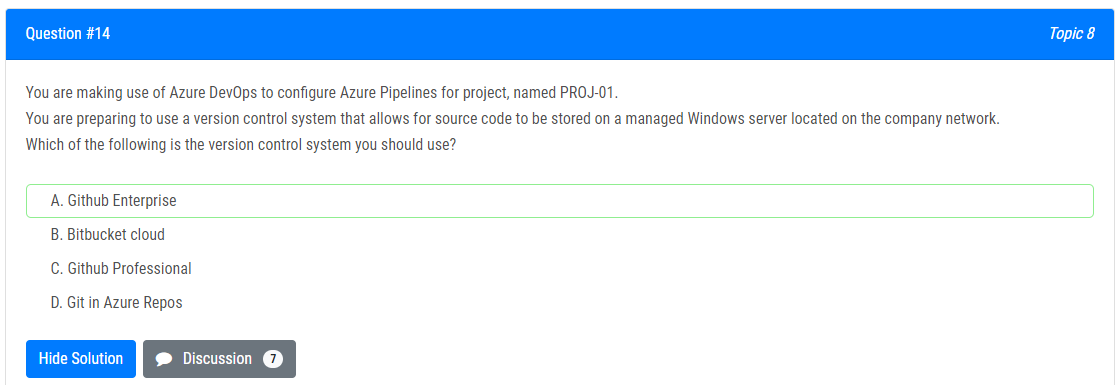 Question #14
Topic 8
You are making use of Azure DevOps to configure Azure Pipelines for project, named PROJ-01.
You are preparing to use a version control system that allows for source code to be stored on a managed Windows server located on the company network.
Which of the following is the version control system you should use?
A. Github Enterprise
B. Bitbucket cloud
C. Github Professional
D. Git in Azure Repos
Hide Solution
Discussion 7